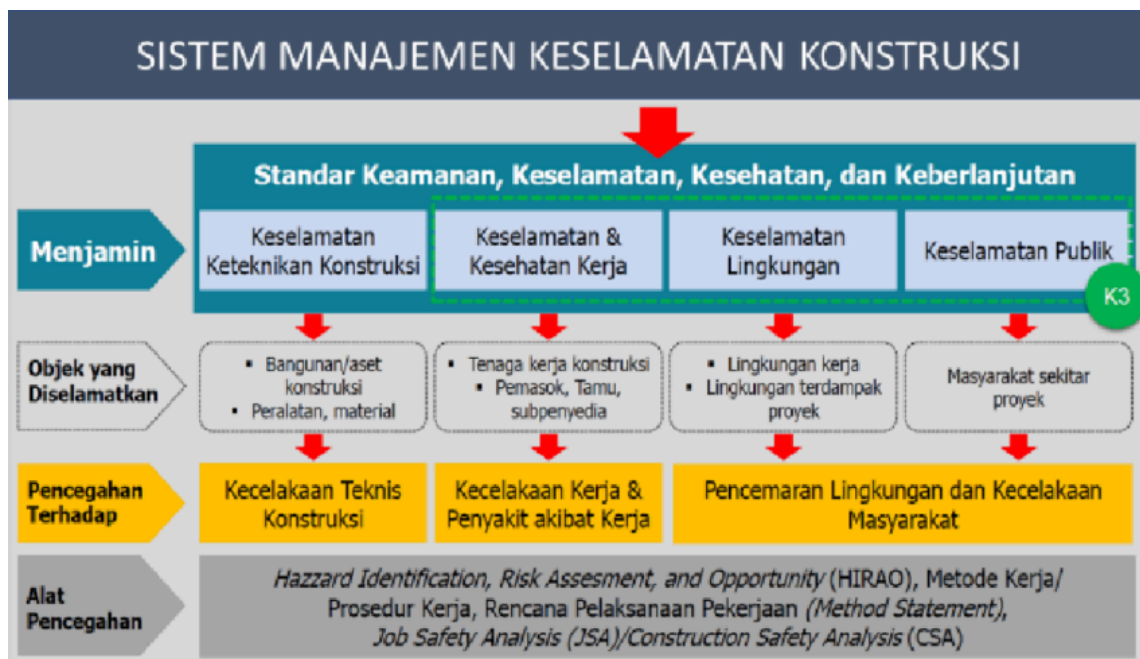 SISTEM MANAJEMEN KESELAMATAN KONSTRUKSI
Standar Keamanan, Keselamatan, Kesehatan, dan Keberlanjutan
Menjamin
Keselamatan
Keteknikan Konstruksi
Keselamatan &
Kesehatan Kerja
Keselamatan
Lingkungan
Keselamatan Publik
K3
Objek yang
Diselamatkan
▪ Bangunan/aset
konstruksi
▪ Peralatan, material
▪ Tenaga kerja konstruksi
▪ Pemasok, Tamu,
subpenyedia
▪ Lingkungan kerja
▪ Lingkungan terdampak
proyek
Masyarakat sekitar
proyek
Pencegahan
Terhadap
Kecelakaan Teknis
Konstruksi
Kecelakaan Kerja &
Penyakit akibat Kerja
Pencemaran Lingkungan dan Kecelakaan
Masyarakat
Alat
Pencegahan
Hazzard Identification, Risk Assesment, and Opportunity (HIRAO), Metode Kerja/
Prosedur Kerja, Rencana Pelaksanaan Pekerjaan (Method Statement),
Job Safety Analysis (JSA)/Construction Safety Analysis (CSA)